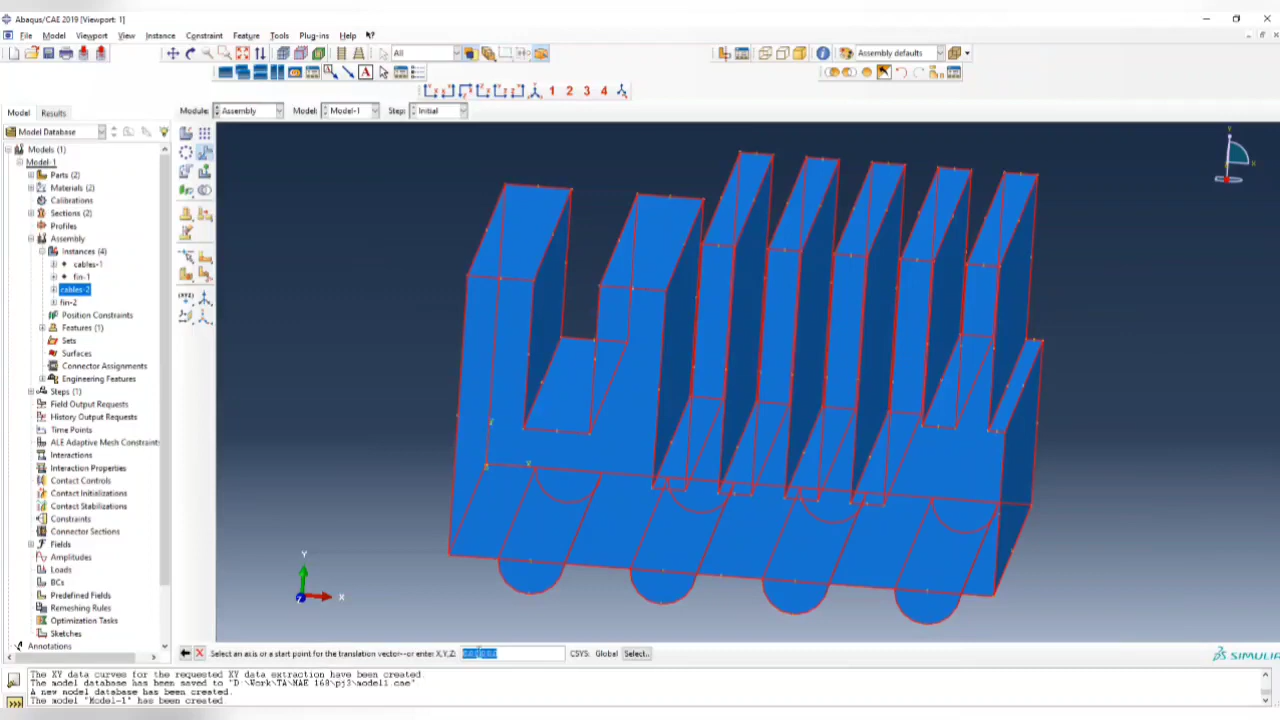 Abaqus/CAE 2019 [Viewport: 1]
File Model Viewport View Instance Constraint Feature Tools Plug-ins Help
All
Assembly defaults
1 2 3 4
Model Results Module: Assembly Model: Model-1 Step: Initial
Model Database
Models (1)
Model-1
Parts (2)
Materials (2)
Calibrations
Sections (2)
Profiles
Assembly
Instances (4)
cables-1
fin-1
cables-2
fin-2
Position Constraints
Features (1)
Sets
Surfaces
Connector Assignments
Engineering Features
Steps (1)
Field Output Requests
History Output Requests
Time Points
ALE Adaptive Mesh Constraints
Interactions
Interaction Properties
Contact Controls
Contact Initializations
Contact Stabilizations
Constraints
Connector Sections
Fields
Amplitudes
Loads
BCs
Predefined Fields
Remeshing Rules
Optimization Tasks
Sketches
Annotations
Y
X
Select an axis or a start point for the translation vector--or enter X,Y,Z: CSYS: Global Select...
SIMULIA
The XY data curves for the requested XY data extraction have been created.
The model database has been saved to "D:\Work\TA\MAE 168\pj3\model1.cae"
A new model database has been created.
The model "Model-1" has been created.